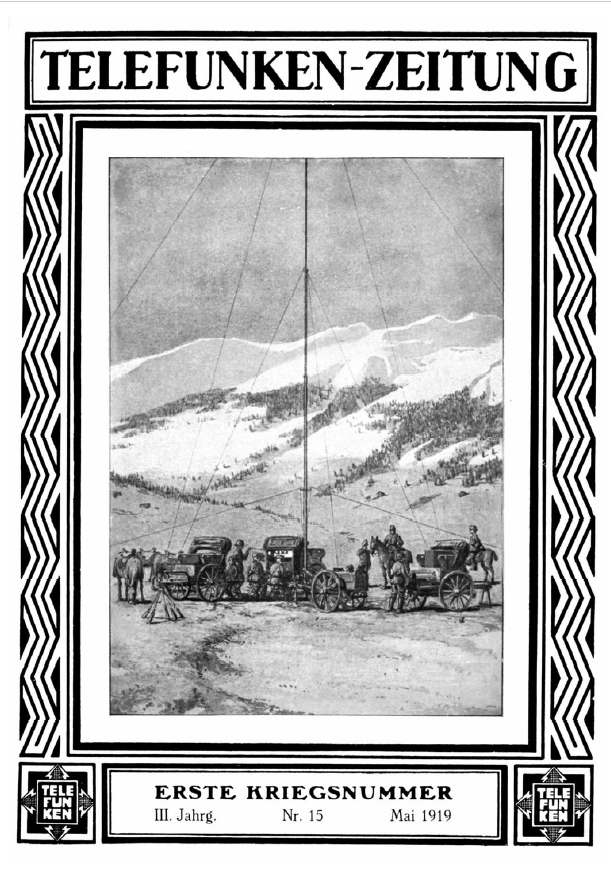 TELEFUNKEN-ZEITUNG
ERSTE KRIEGSNUMMER
III. Jahrg. Nr. 15 Mai 1919
TELE
FUN
KEN
TELE
FUN
KEN